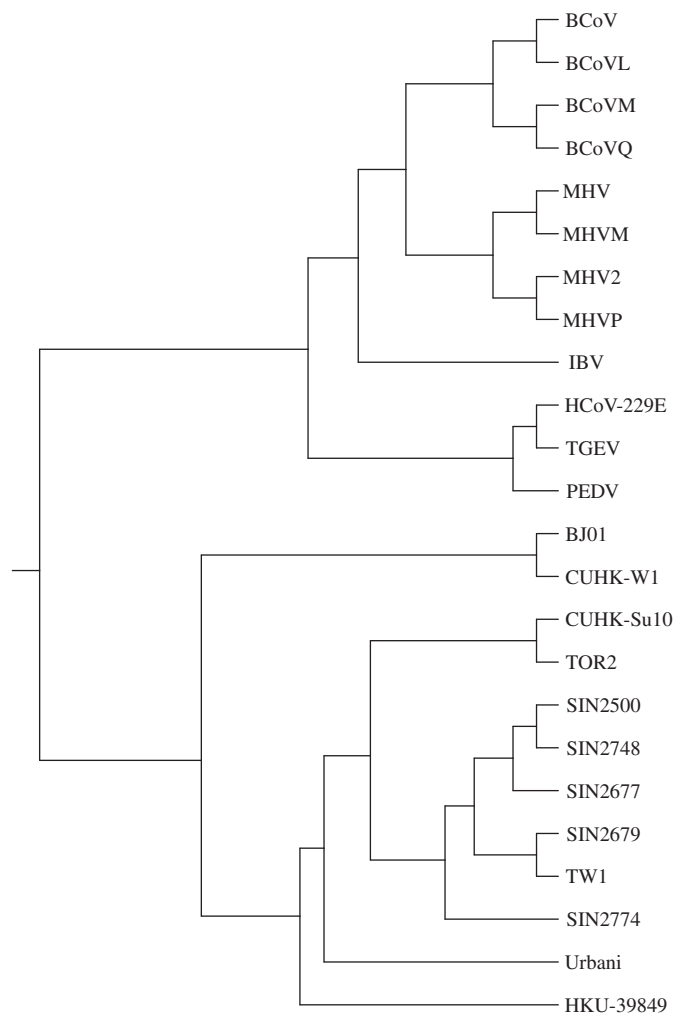 BCoV
BCoVL
BCoVM
BCoVQ
MHV
MHVM
MHV2
MHVP
IBV
HCoV-229E
TGEV
PEDV
BJ01
CUHK-W1
CUHK-Su10
TOR2
SIN2500
SIN2748
SIN2677
SIN2679
TW1
SIN2774
Urbani
HKU-39849